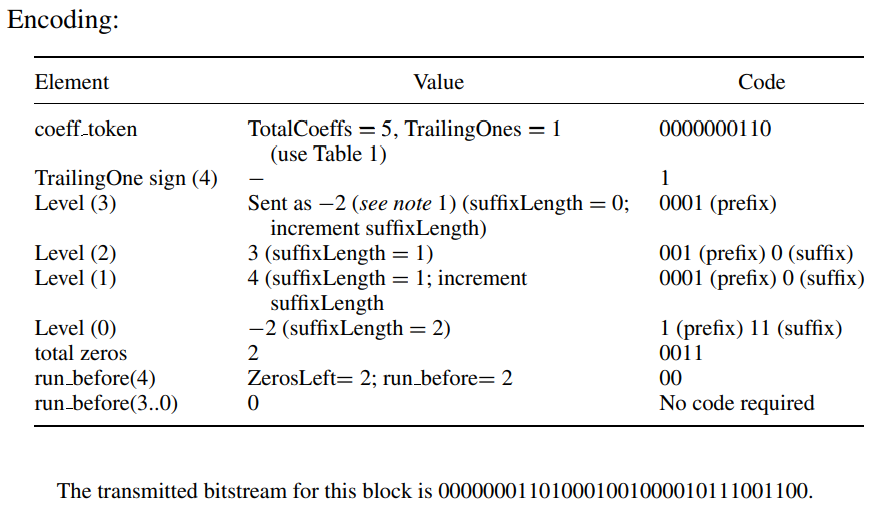 Encoding:
Element Value Code
coeff_token TotalCoeffs = 5, TrailingOnes = 1 0000000110
(use Table 1)
TrailingOne sign (4) − 1
Level (3) Sent as −2 (see note 1) (suffixLength = 0; 0001 (prefix)
increment suffixLength)
Level (2) 3 (suffixLength = 1) 001 (prefix) 0 (suffix)
Level (1) 4 (suffixLength = 1; increment 0001 (prefix) 0 (suffix)
suffixLength
Level (0) −2 (suffixLength = 2) 1 (prefix) 11 (suffix)
total zeros 2 0011
run_before(4) ZerosLeft= 2; run_before= 2 00
run_before(3..0) 0 No code required
The transmitted bitstream for this block is 000000011010001001000010111001100.